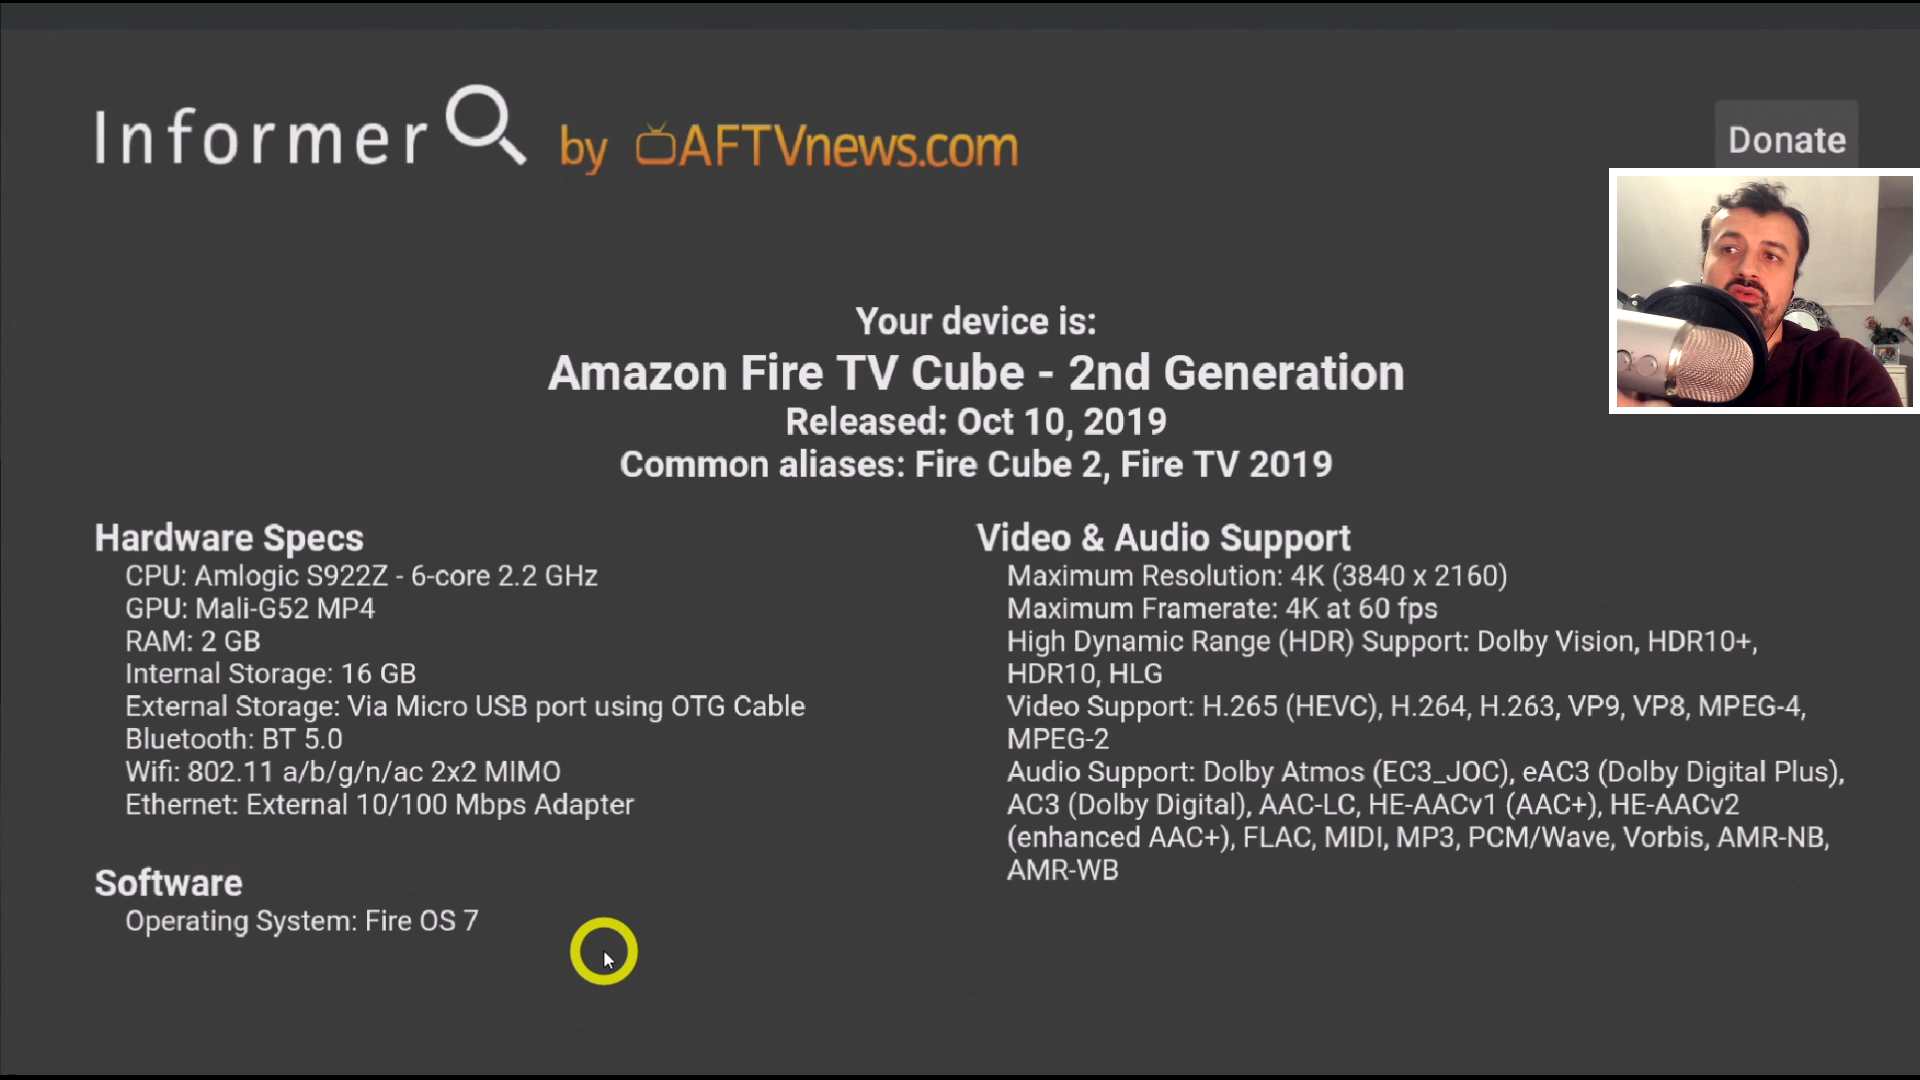 Informer by AFTVnews.com
Donate
Your device is:
Amazon Fire TV Cube - 2nd Generation
Released: Oct 10, 2019
Common aliases: Fire Cube 2, Fire TV 2019
Hardware Specs
CPU: Amlogic S922Z - 6-core 2.2 GHz
GPU: Mali-G52 MP4
RAM: 2 GB
Internal Storage: 16 GB
External Storage: Via Micro USB port using OTG Cable
Bluetooth: BT 5.0
Wifi: 802.11 a/b/g/n/ac 2x2 MIMO
Ethernet: External 10/100 Mbps Adapter
Software
Operating System: Fire OS 7
Video & Audio Support
Maximum Resolution: 4K (3840 x 2160)
Maximum Framerate: 4K at 60 fps
High Dynamic Range (HDR) Support: Dolby Vision, HDR10+,
HDR10, HLG
Video Support: H.265 (HEVC), H.264, H.263, VP9, VP8, MPEG-4,
MPEG-2
Audio Support: Dolby Atmos (EC3_JOC), eAC3 (Dolby Digital Plus),
AC3 (Dolby Digital), AAC-LC, HE-AACv1 (AAC+), HE-AACv2
(enhanced AAC+), FLAC, MIDI, MP3, PCM/Wave, Vorbis, AMR-NB,
AMR-WB